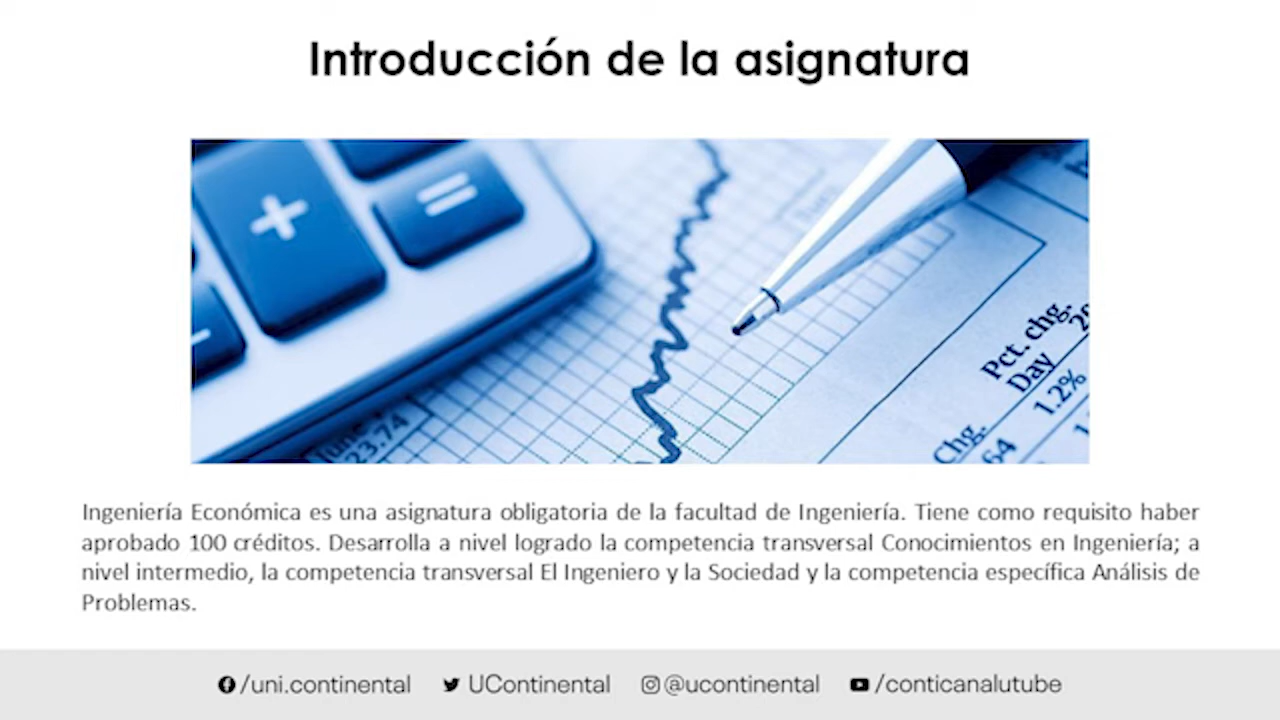 Introducción de la asignatura
Pct. chg.
Day
1.2%
Chg.
64
23.74
Ingeniería Económica es una asignatura obligatoria de la facultad de Ingeniería. Tiene como requisito haber
aprobado 100 créditos. Desarrolla a nivel logrado la competencia transversal Conocimientos en Ingeniería; a
nivel intermedio, la competencia transversal El Ingeniero y la Sociedad y la competencia específica Análisis de
Problemas.
/uni.continental UContinental @ucontinental /conticanalutube